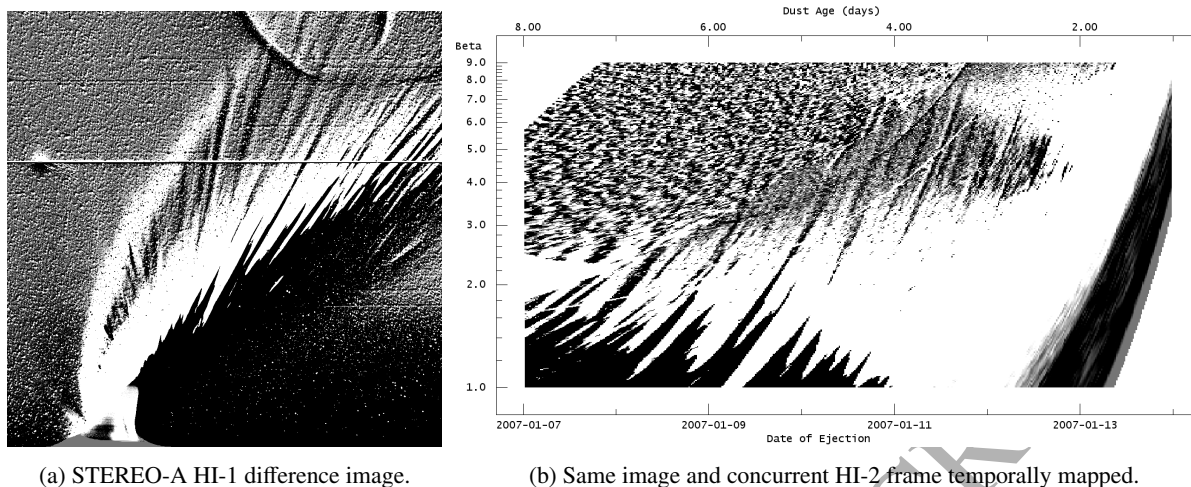 Dust Age (days)
8.00 6.00 4.00 2.00
Beta
9.0
8.0
7.0
6.0
5.0
4.0
3.0
2.0
1.0
2007-01-07 2007-01-09 2007-01-11 2007-01-13
Date of Ejection
(a) STEREO-A HI-1 difference image.
(b) Same image and concurrent HI-2 frame temporally mapped.